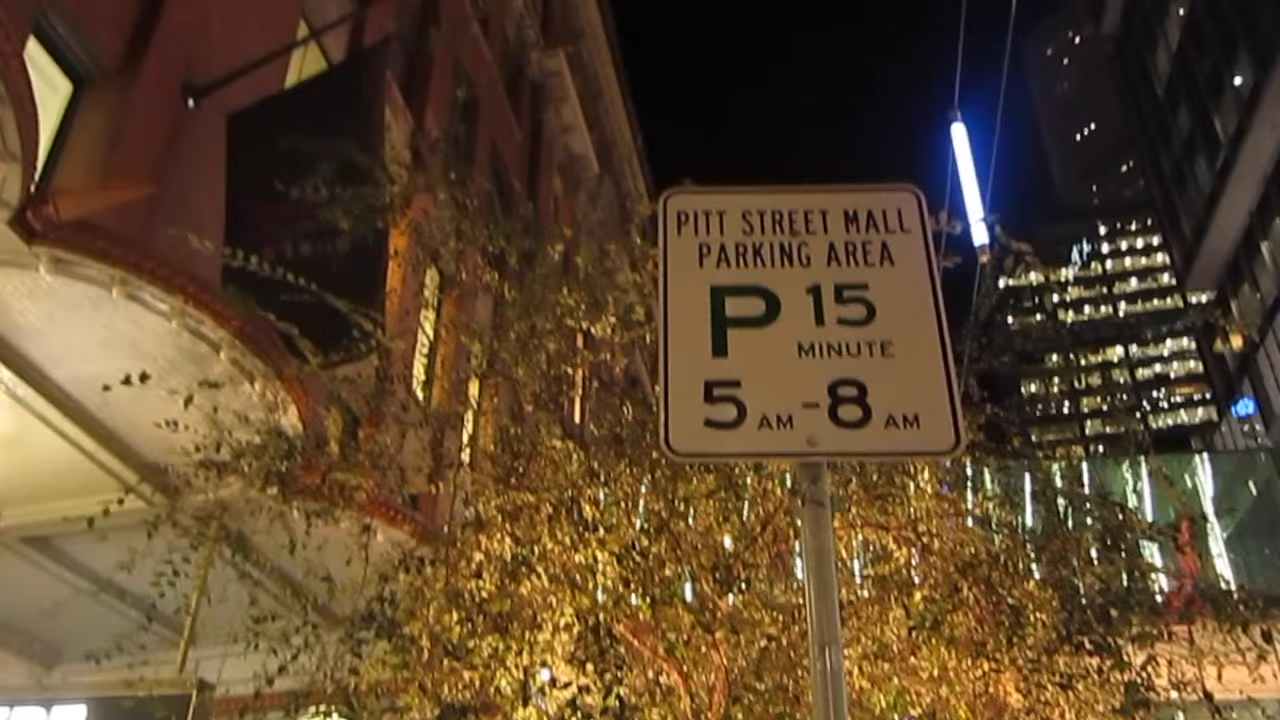 PITT STREET MALL
PARKING AREA
P 15
MINUTE
5 AM - 8 AM